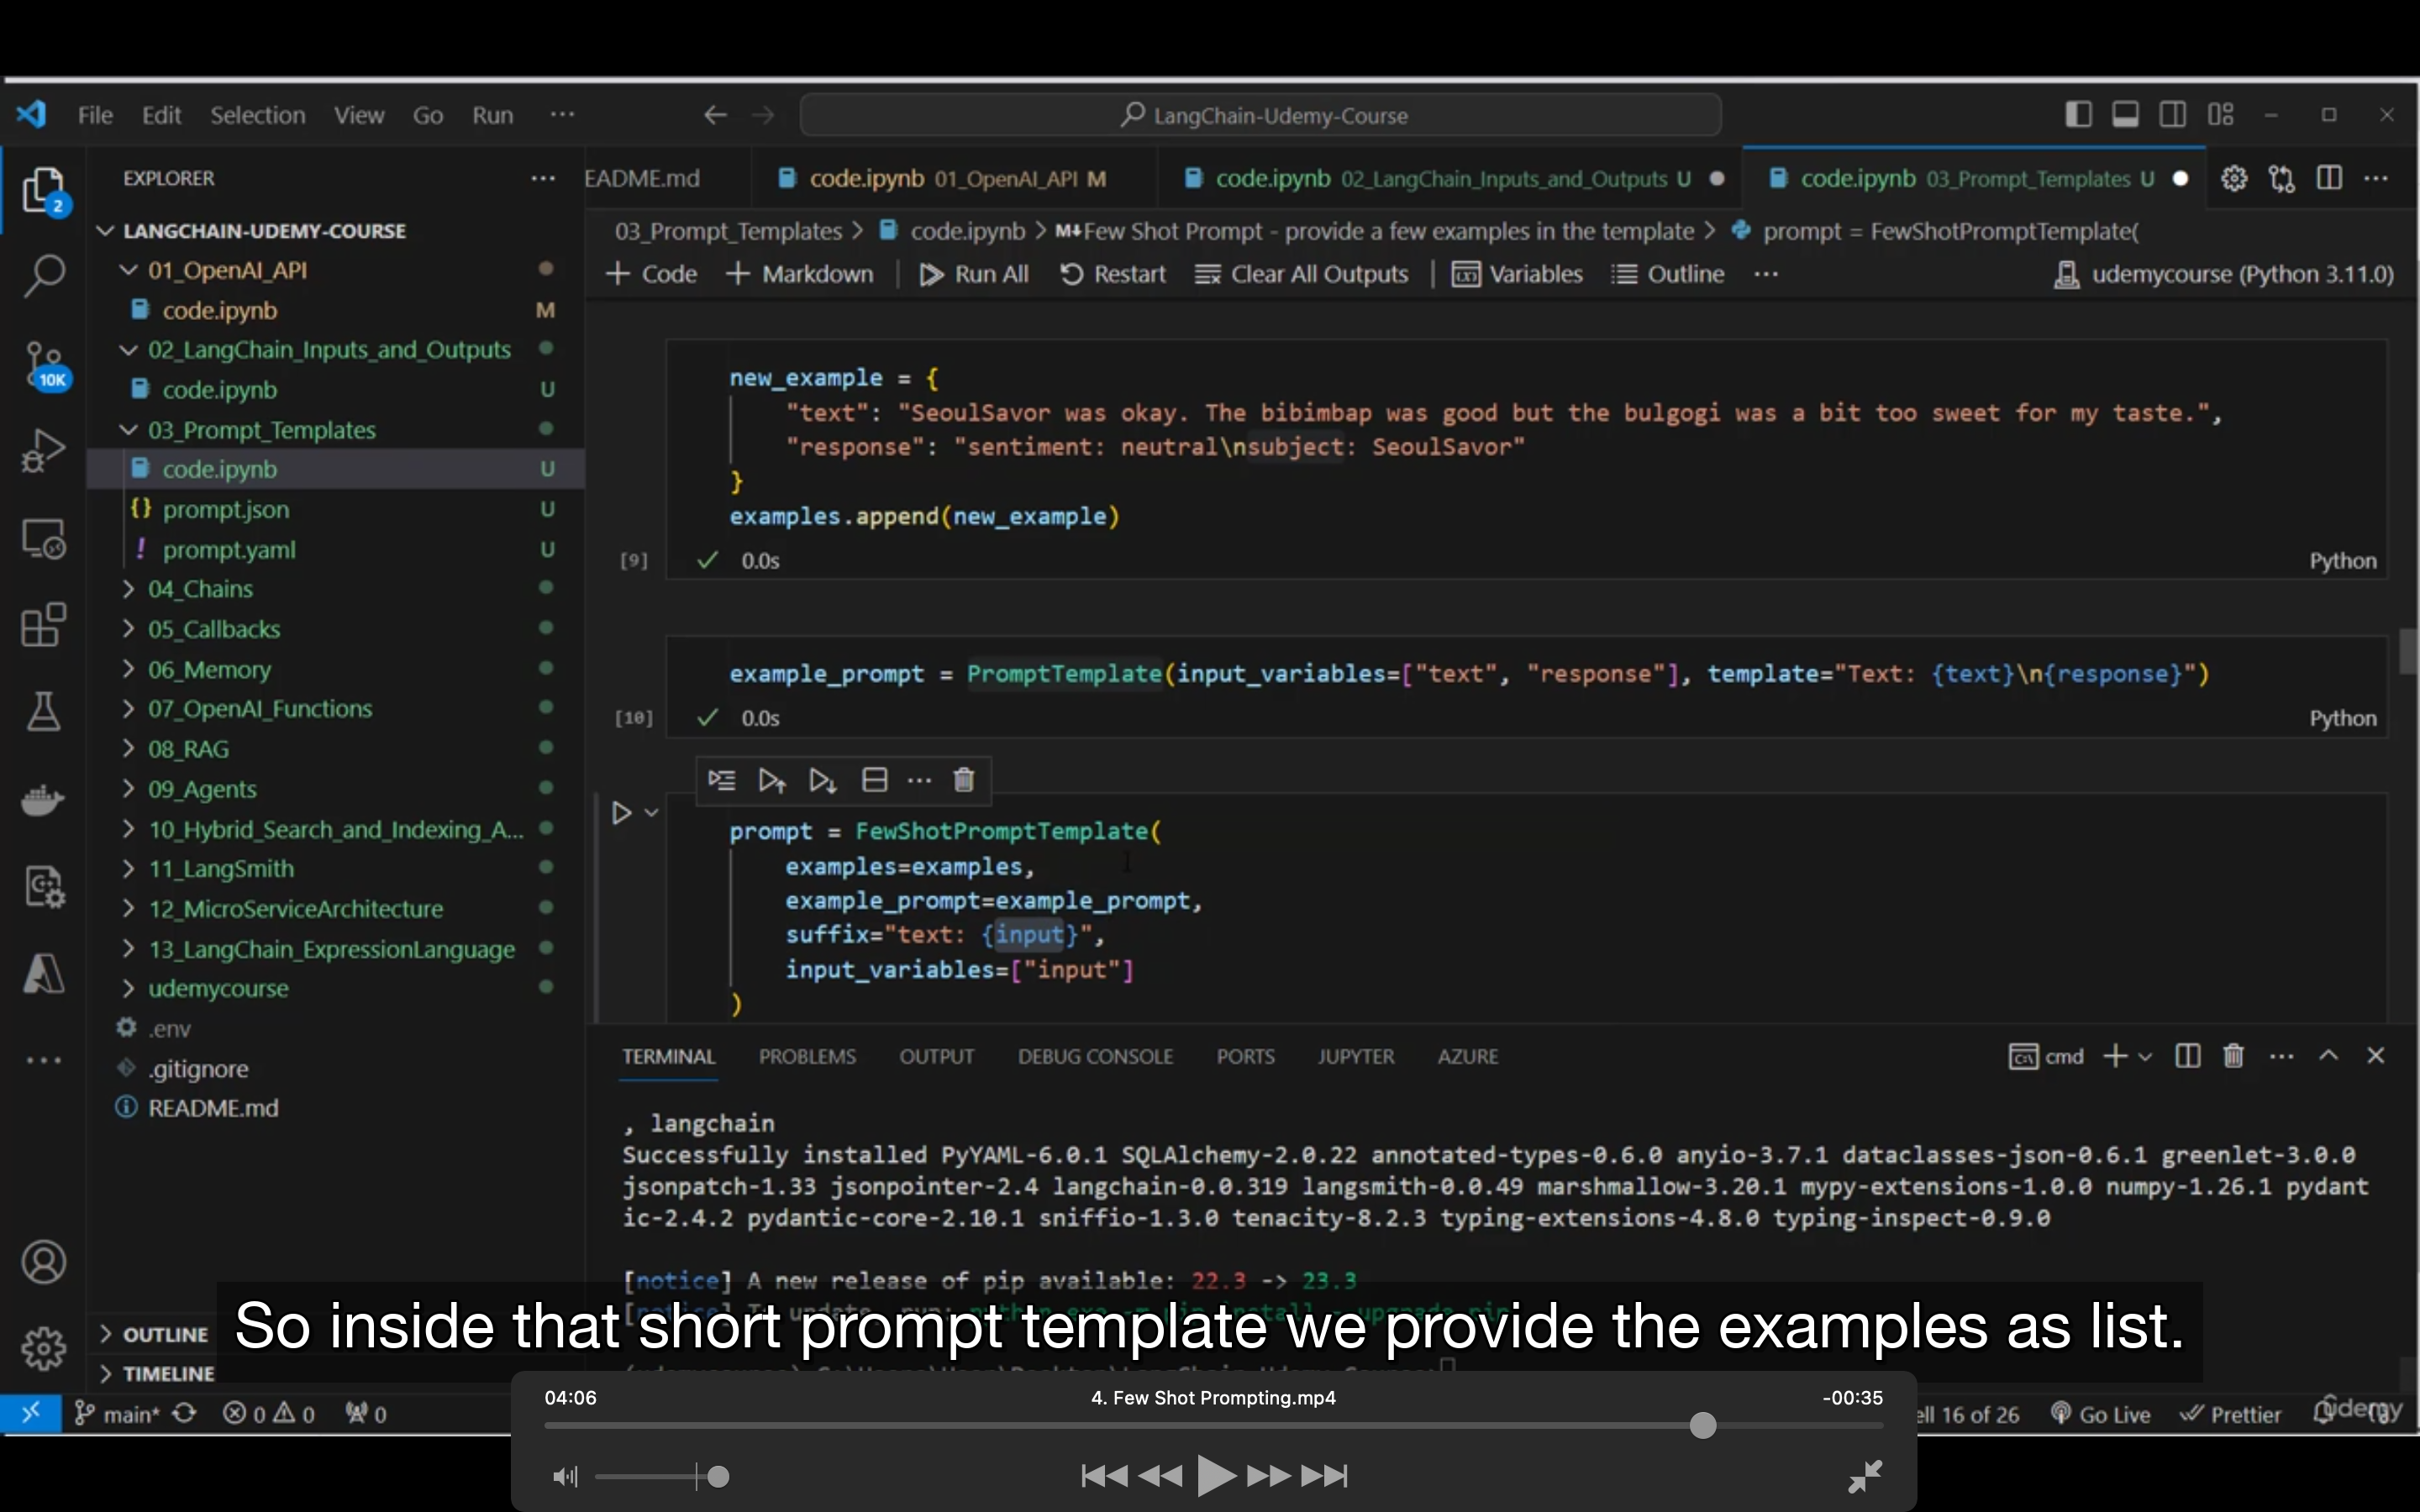 File Edit Selection View Go Run ··· LangChain-Udemy-Course
EXPLORER ···
2
10K
LANGCHAIN-UDEMY-COURSE
01_OpenAI_API
code.ipynb M
02_LangChain_Inputs_and_Outputs
code.ipynb U
03_Prompt_Templates
code.ipynb U
{} prompt.json U
! prompt.yaml U
04_Chains
05_Callbacks
06_Memory
07_OpenAI_Functions
08_RAG
09_Agents
10_Hybrid_Search_and_Indexing_A...
11_LangSmith
12_MicroServiceArchitecture
13_LangChain_ExpressionLanguage
udemycourse
.env
.gitignore
README.md
OUTLINE
TIMELINE
EADME.md code.ipynb 01_OpenAI_API M code.ipynb 02_LangChain_Inputs_and_Outputs U code.ipynb 03_Prompt_Templates U
03_Prompt_Templates > code.ipynb > M↓Few Shot Prompt - provide a few examples in the template > prompt = FewShotPromptTemplate(
+ Code + Markdown | Run All Restart Clear All Outputs | Variables Outline ··· udemycourse (Python 3.11.0)
new_example = {
"text": "SeoulSavor was okay. The bibimbap was good but the bulgogi was a bit too sweet for my taste.",
"response": "sentiment: neutral\nsubject: SeoulSavor"
}
examples.append(new_example)
[9] ✓ 0.0s Python
example_prompt = PromptTemplate(input_variables=["text", "response"], template="Text: {text}\n{response}")
[10] ✓ 0.0s Python
prompt = FewShotPromptTemplate(
examples=examples,
example_prompt=example_prompt,
suffix="text: {input}",
input_variables=["input"]
)
TERMINAL PROBLEMS OUTPUT DEBUG CONSOLE PORTS JUPYTER AZURE cmd
, langchain
Successfully installed PyYAML-6.0.1 SQLAlchemy-2.0.22 annotated-types-0.6.0 anyio-3.7.1 dataclasses-json-0.6.1 greenlet-3.0.0
jsonpatch-1.33 jsonpointer-2.4 langchain-0.0.319 langsmith-0.0.49 marshmallow-3.20.1 mypy-extensions-1.0.0 numpy-1.26.1 pydant
ic-2.4.2 pydantic-core-2.10.1 sniffio-1.3.0 tenacity-8.2.3 typing-extensions-4.8.0 typing-inspect-0.9.0
[notice] A new release of pip available: 22.3 -> 23.3
So inside that short prompt template we provide the examples as list.
04:06 4. Few Shot Prompting.mp4 -00:35
main* 0 0 0 ell 16 of 26 Go Live Prettier